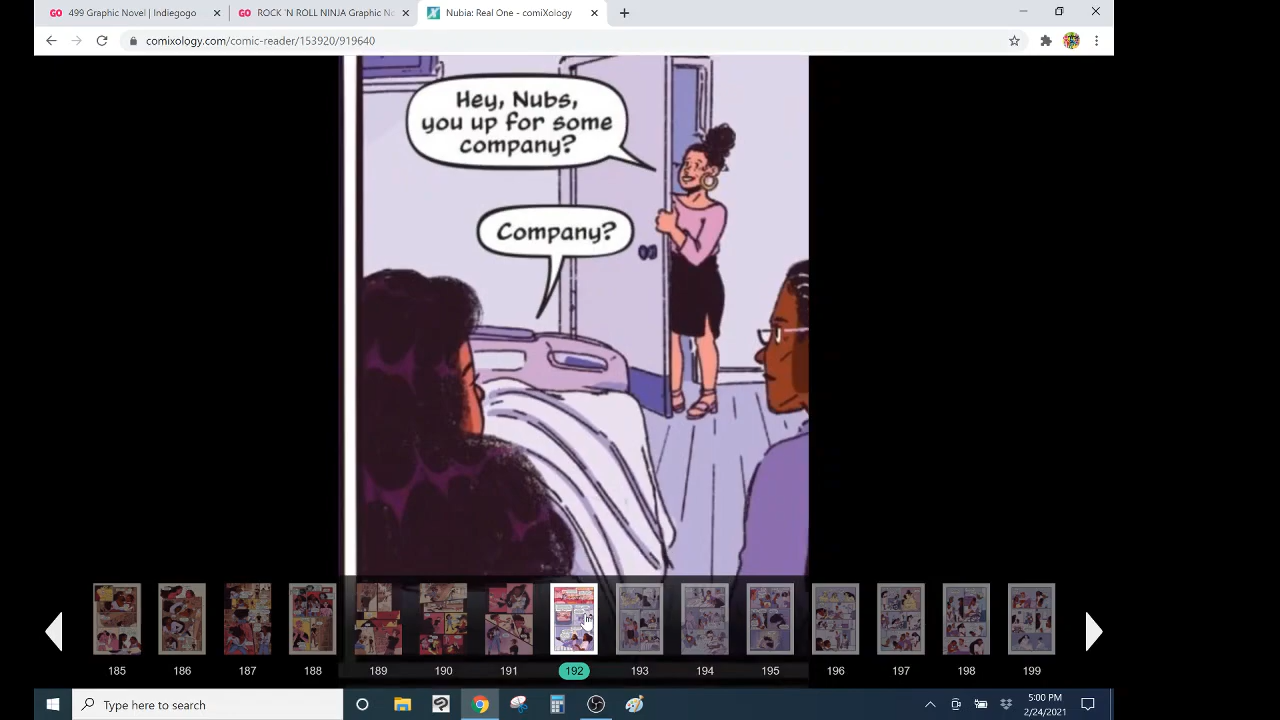 499 Graphic Novel | Indiegogo
ROCK 'N ROLL NINJA Graphic No
Nubia: Real One - comiXology
comixology.com/comic-reader/153920/919640
Hey, Nubs,
you up for some
company?
Company?
185 186 187 188 189 190 191 192 193 194 195 196 197 198 199
Type here to search
5:00 PM
2/24/2021